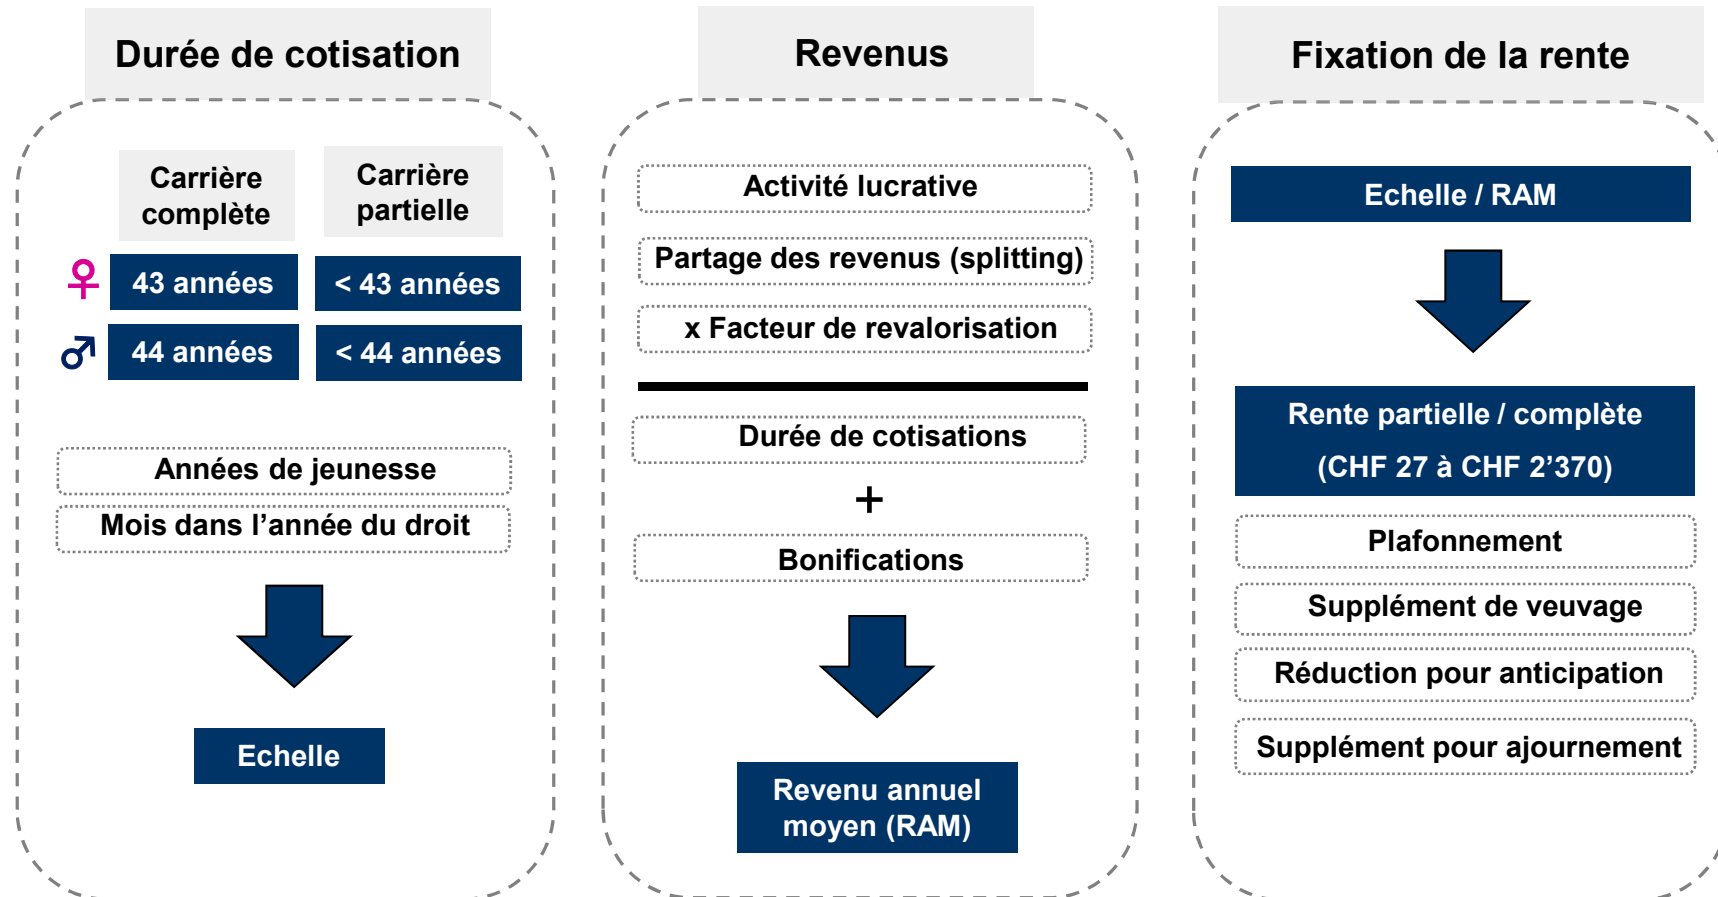 Durée de cotisation
Carrière
complète
Carrière
partielle
♀ 43 années < 43 années
♂ 44 années < 44 années
Années de jeunesse
Mois dans l’année du droit
Echelle
Revenus
Activité lucrative
Partage des revenus (splitting)
x Facteur de revalorisation
Durée de cotisations
+
Bonifications
Revenu annuel
moyen (RAM)
Fixation de la rente
Echelle / RAM
Rente partielle / complète
(CHF 27 à CHF 2’370)
Plafonnement
Supplément de veuvage
Réduction pour anticipation
Supplément pour ajournement